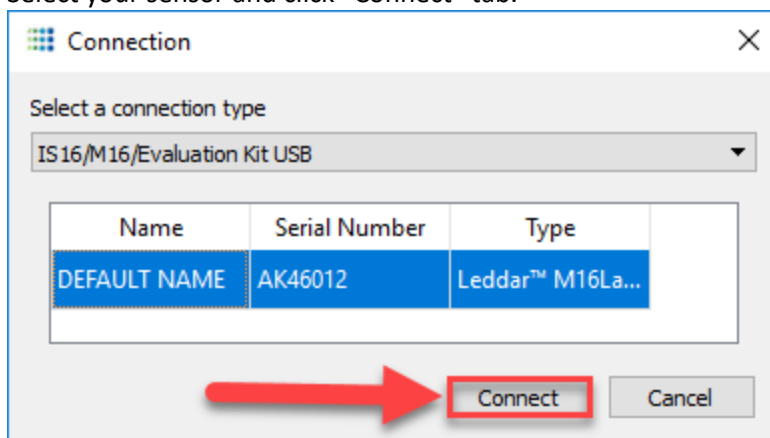 Select your sensor and click "Connect" tab.
Connection
Select a connection type
IS16/M16/Evaluation Kit USB
Name Serial Number Type
DEFAULT NAME AK46012 Leddar™ M16La...
Connect Cancel